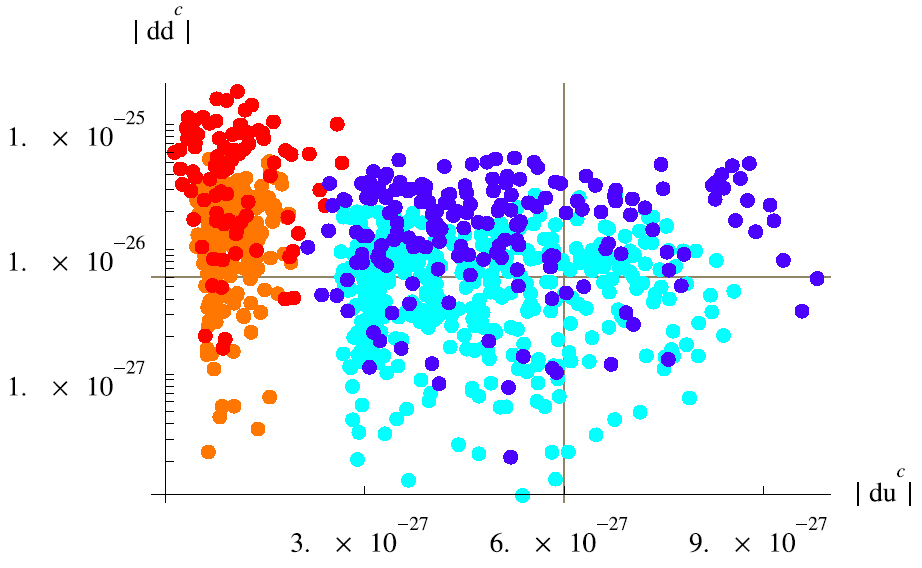 | dd^c |
1. × 10^−25
1. × 10^−26
1. × 10^−27
| du^c |
3. × 10^−27 6. × 10^−27 9. × 10^−27